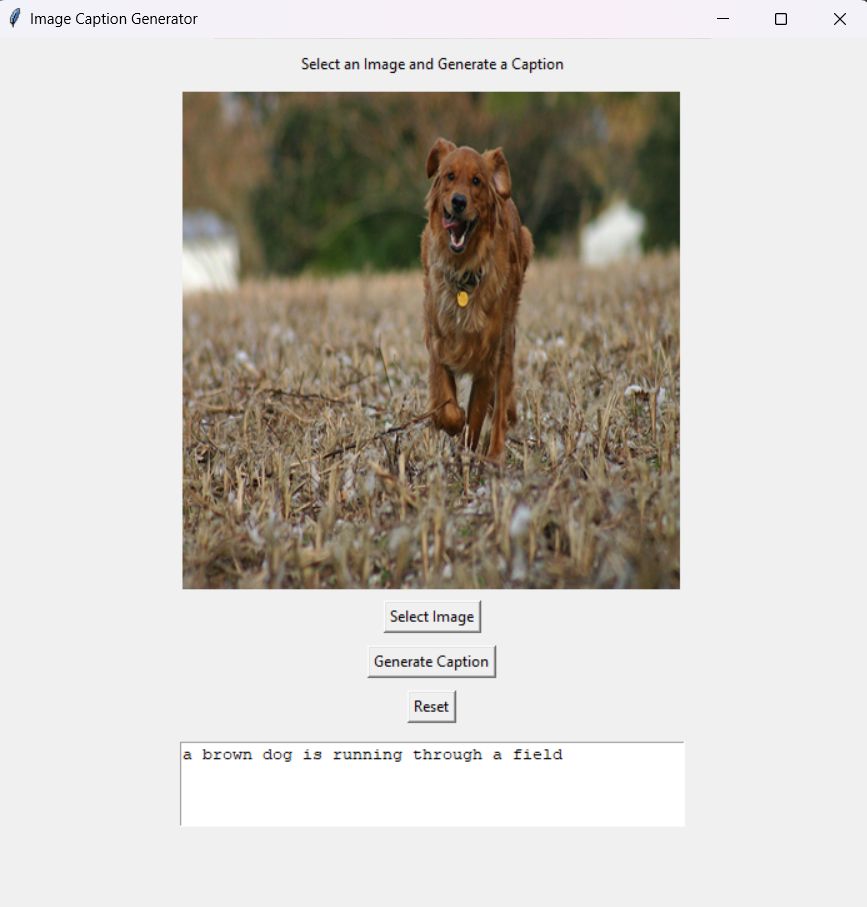 Image Caption Generator
Select an Image and Generate a Caption
Select Image
Generate Caption
Reset
a brown dog is running through a field